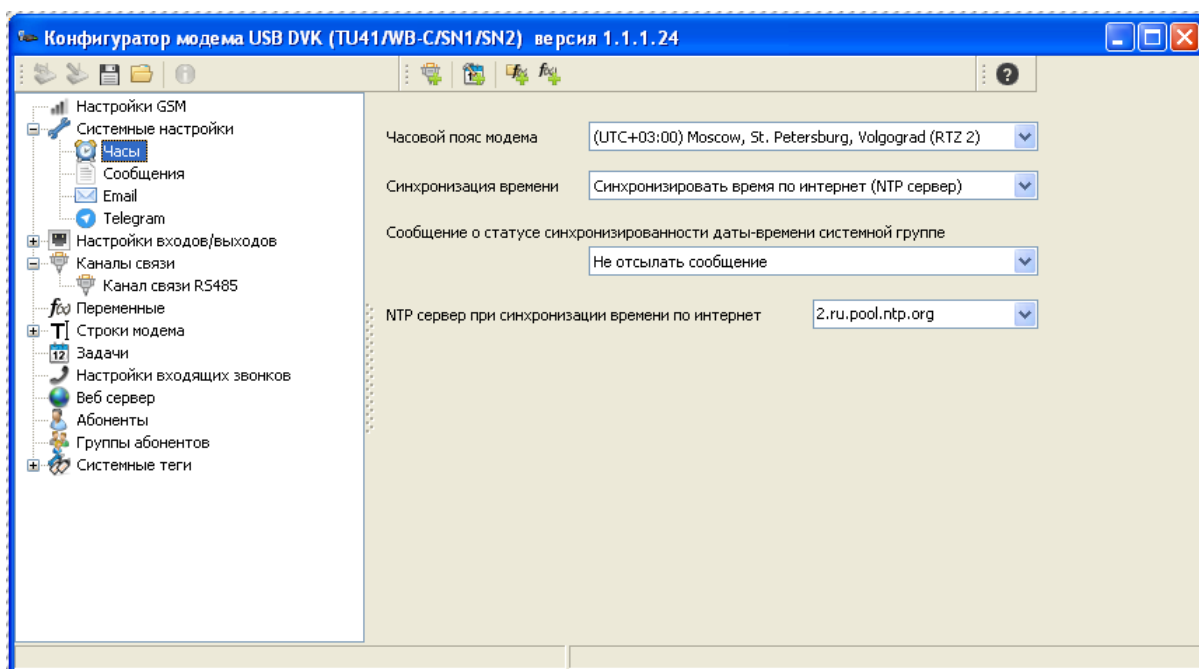 Конфигуратор модема USB DVK (TU41/WB-C/SN1/SN2) версия 1.1.1.24
Настройки GSM
Системные настройки
Часы
Сообщения
Email
Telegram
Настройки входов/выходов
Каналы связи
Канал связи RS485
f(x) Переменные
Строки модема
12 Задачи
Настройки входящих звонков
Веб сервер
Абоненты
Группы абонентов
Системные теги
Часовой пояс модема (UTC+03:00) Moscow, St. Petersburg, Volgograd (RTZ 2)
Синхронизация времени Синхронизировать время по интернет (NTP сервер)
Сообщение о статусе синхронизированности даты-времени системной группе
Не отсылать сообщение
NTP сервер при синхронизации времени по интернет 2.ru.pool.ntp.org